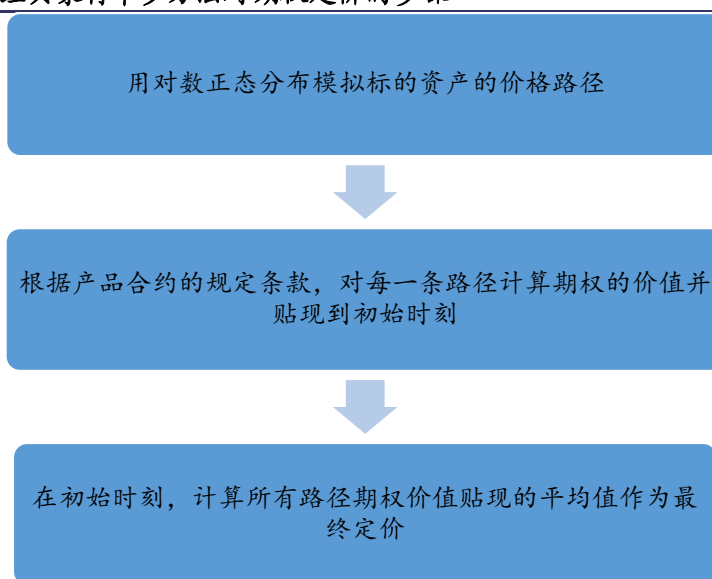 用对数正态分布模拟标的资产的价格路径
根据产品合约的规定条款，对每一条路径计算期权的价值并
贴现到初始时刻
在初始时刻，计算所有路径期权价值贴现的平均值作为最
终定价